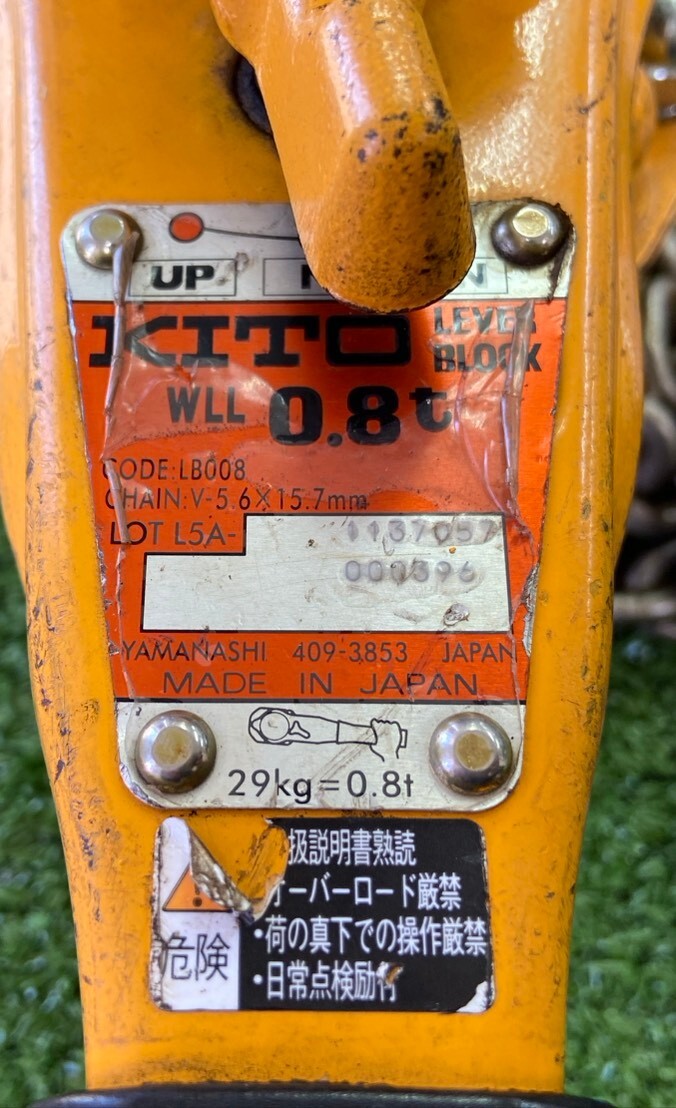 UP
KITO LEVER BLOCK
WLL 0.8t
CODE:LB008
CHAIN:V-5.6×15.7mm
LOT L5A- 1137057
000396
YAMANASHI 409-3853 JAPAN
MADE IN JAPAN
29kg=0.8t
扱説明書熟読
オーバーロード厳禁
・荷の真下での操作厳禁
危険
・日常点検励行